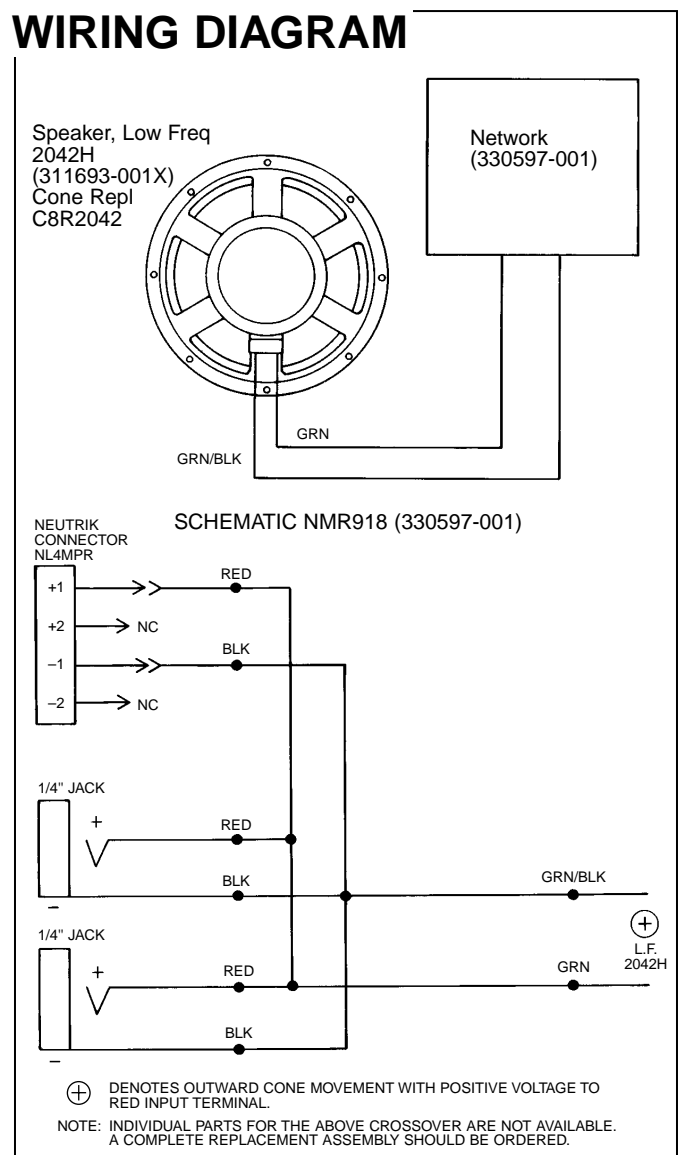 WIRING DIAGRAM
Speaker, Low Freq
2042H
(311693-001X)
Cone Repl
C8R2042
Network
(330597-001)
GRN
GRN/BLK
SCHEMATIC NMR918 (330597-001)
NEUTRIK
CONNECTOR
NL4MPR
+1
RED
+2
NC
–1
BLK
–2
NC
1/4" JACK
+
RED
BLK
–
GRN/BLK
+
L.F.
2042H
1/4" JACK
+
RED
GRN
BLK
–
+ DENOTES OUTWARD CONE MOVEMENT WITH POSITIVE VOLTAGE TO
RED INPUT TERMINAL.
NOTE: INDIVIDUAL PARTS FOR THE ABOVE CROSSOVER ARE NOT AVAILABLE.
A COMPLETE REPLACEMENT ASSEMBLY SHOULD BE ORDERED.